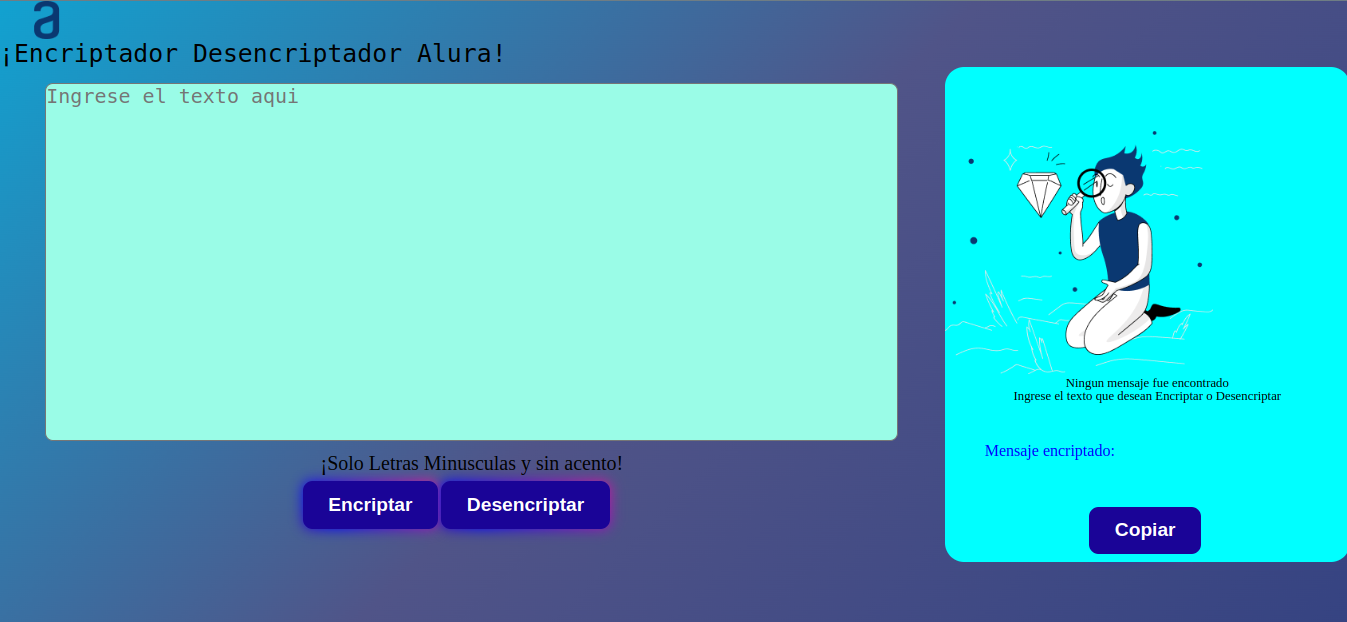 a
¡Encriptador Desencriptador Alura!
Ingrese el texto aqui
¡Solo Letras Minusculas y sin acento!
Encriptar Desencriptar
Ningun mensaje fue encontrado
Ingrese el texto que desean Encriptar o Desencriptar
Mensaje encriptado:
Copiar